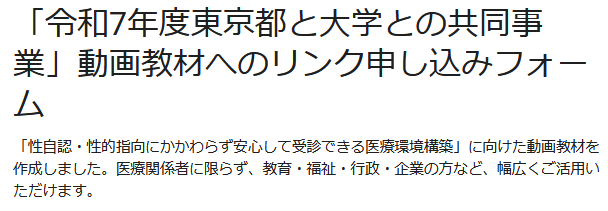 「令和7年度東京都と大学との共同事
業」動画教材へのリンク申し込みフォー
ム
「性自認・性的指向にかかわらず安心して受診できる医療環境構築」に向けた動画教材を
作成しました。医療関係者に限らず、教育・福祉・行政・企業の方など、幅広くご活用い
ただけます。